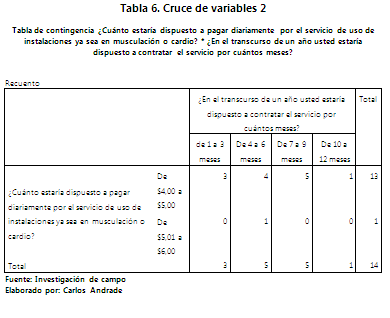 Tabla 6. Cruce de variables 2
Tabla de contingencia ¿Cuánto estaría dispuesto a pagar diariamente por el servicio de uso de
instalaciones ya sea en musculación o cardio? * ¿En el transcurso de un año usted estaría
dispuesto a contratar el servicio por cuántos meses?
Recuento
¿En el transcurso de un año usted estaría
dispuesto a contratar el servicio por
cuántos meses?
Total
de 1 a 3
meses
De 4 a 6
meses
De 7 a 9
meses
De 10 a
12 meses
¿Cuánto estaría dispuesto a pagar
diariamente por el servicio de uso de
instalaciones ya sea en musculación o
cardio?
De
$4,00 a
$5,00
3 4 5 1 13
De
$5,01 a
$6,00
0 1 0 0 1
Total 3 5 5 1 14
Fuente: Investigación de campo
Elaborado por: Carlos Andrade